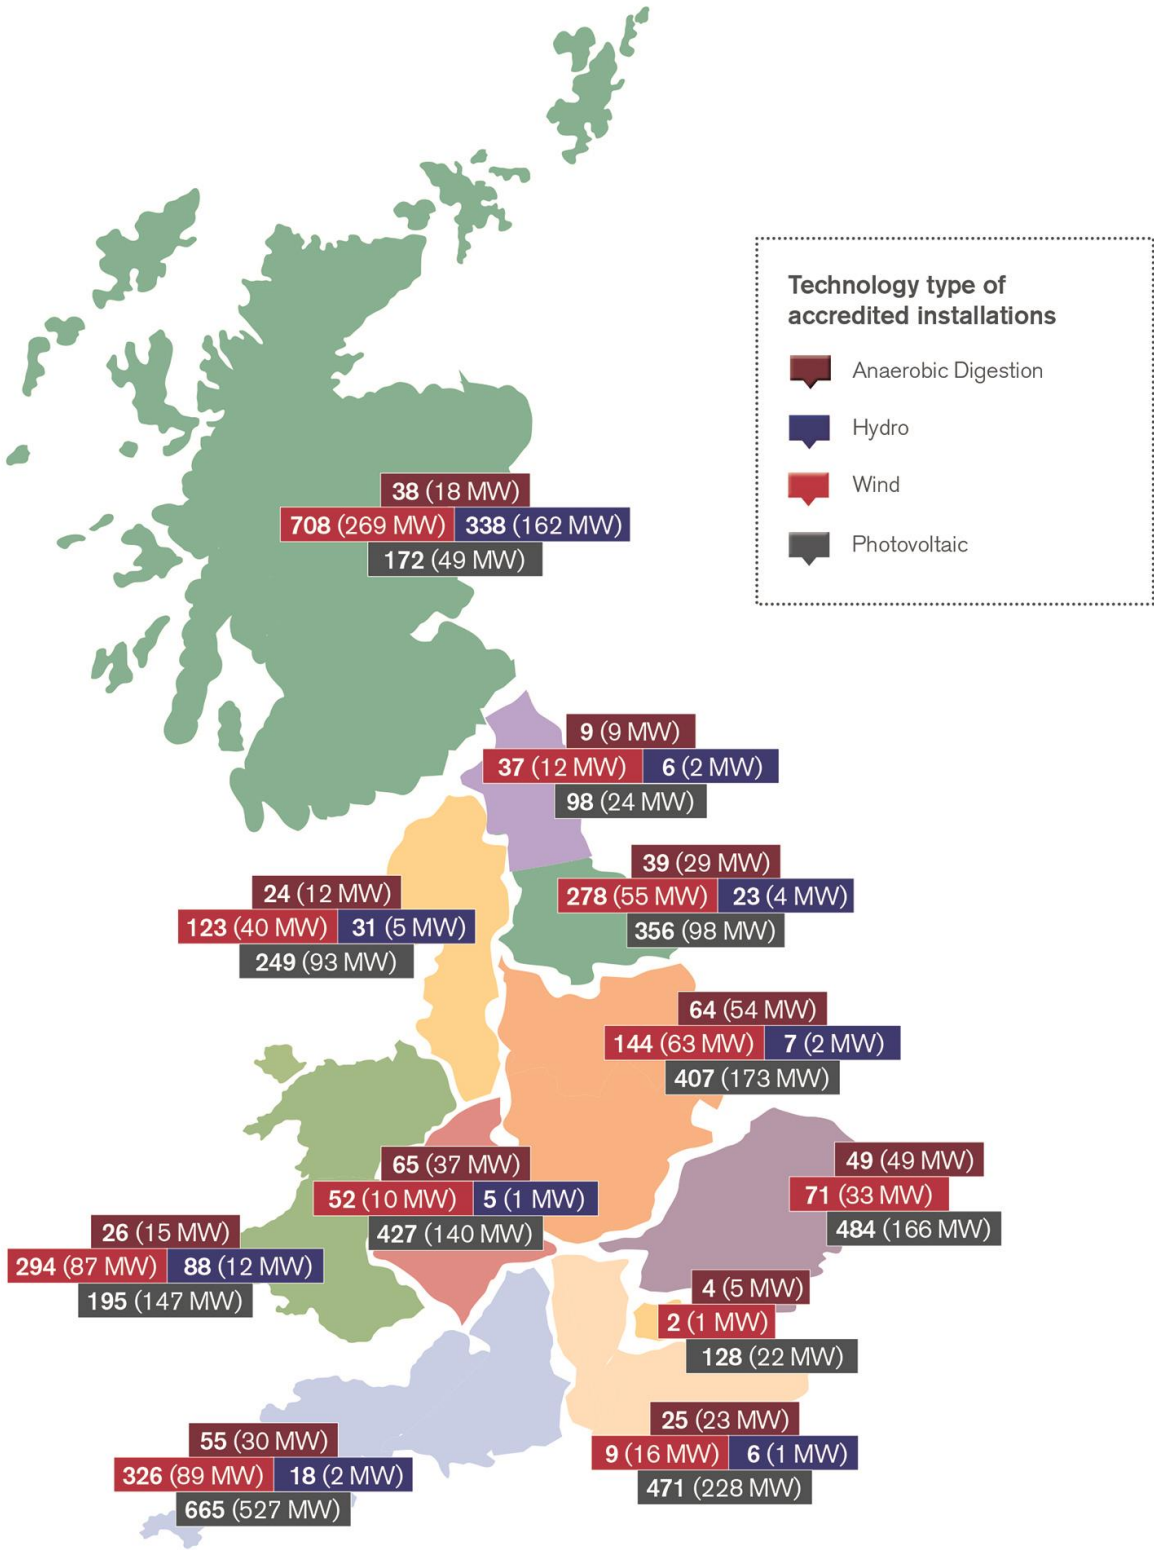 Technology type of
accredited installations
Anaerobic Digestion
Hydro
Wind
Photovoltaic
38 (18 MW)
708 (269 MW) 338 (162 MW)
172 (49 MW)
9 (9 MW)
37 (12 MW) 6 (2 MW)
98 (24 MW)
39 (29 MW)
278 (55 MW) 23 (4 MW)
356 (98 MW)
24 (12 MW)
123 (40 MW) 31 (5 MW)
249 (93 MW)
64 (54 MW)
144 (63 MW) 7 (2 MW)
407 (173 MW)
65 (37 MW)
52 (10 MW) 5 (1 MW)
427 (140 MW)
49 (49 MW)
71 (33 MW)
484 (166 MW)
26 (15 MW)
294 (87 MW) 88 (12 MW)
195 (147 MW)
4 (5 MW)
2 (1 MW)
128 (22 MW)
25 (23 MW)
9 (16 MW) 6 (1 MW)
471 (228 MW)
55 (30 MW)
326 (89 MW) 18 (2 MW)
665 (527 MW)